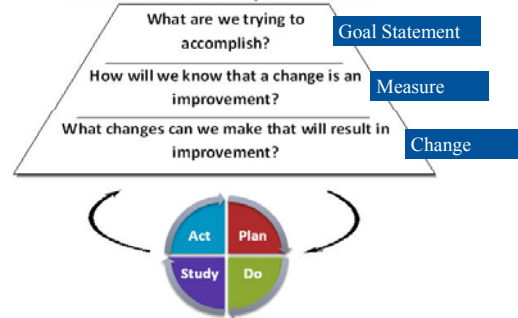 What are we trying to
accomplish?
Goal Statement
How will we know that a change is an
improvement?
Measure
What changes can we make that will result in
improvement?
Change
Act
Plan
Study
Do